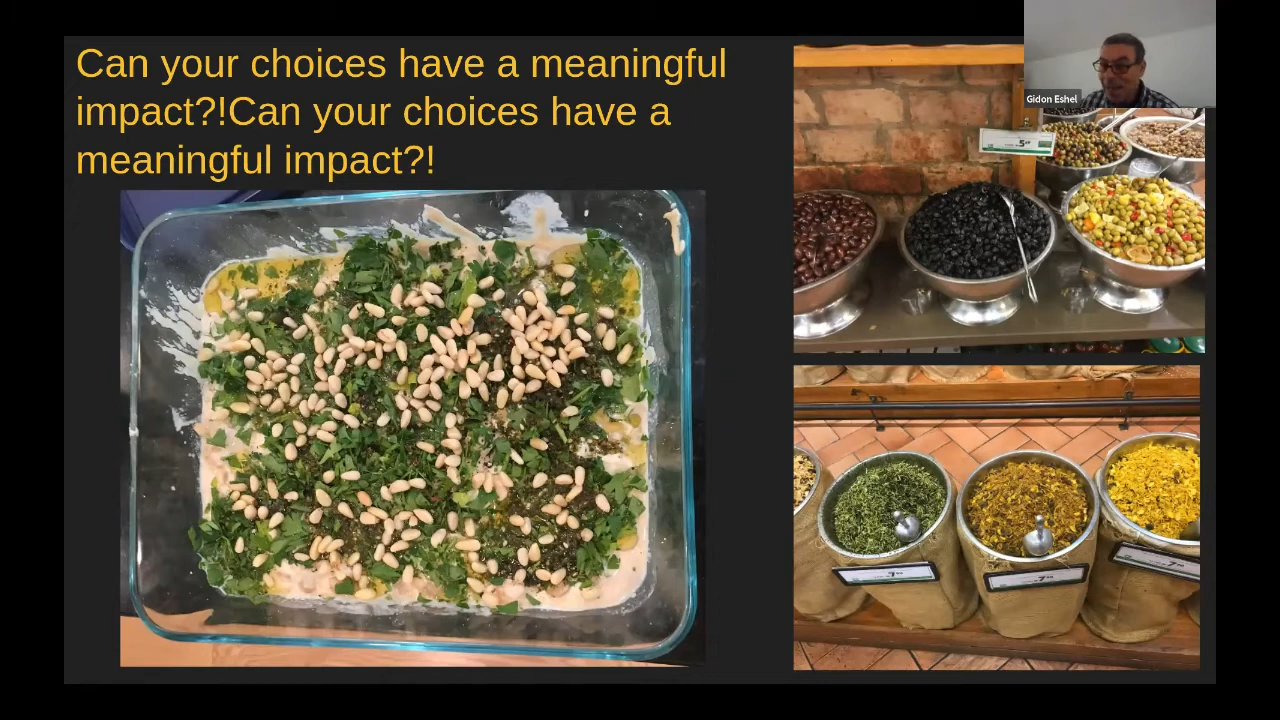 Can your choices have a meaningful
impact?!Can your choices have a
meaningful impact?!
Gidon Eshel